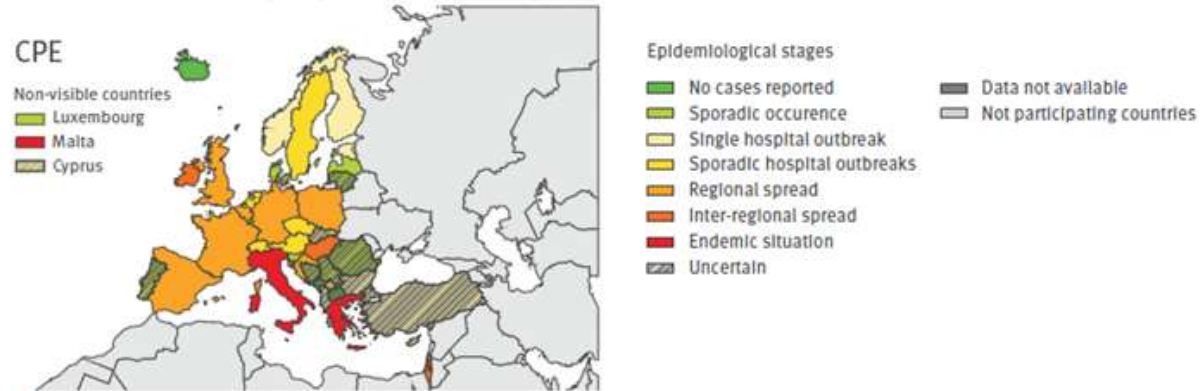 CPE
Non-visible countries
Luxembourg
Malta
Cyprus
Epidemiological stages
No cases reported
Sporadic occurence
Single hospital outbreak
Sporadic hospital outbreaks
Regional spread
Inter-regional spread
Endemic situation
Uncertain
Data not available
Not participating countries